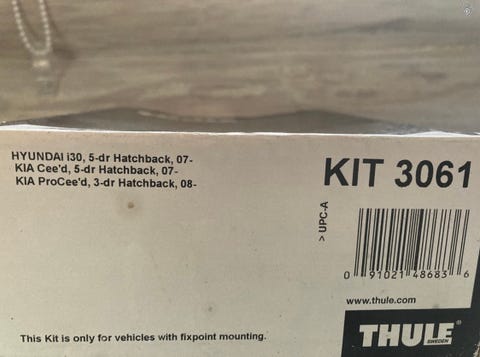 HYUNDAI i30, 5-dr Hatchback, 07-
KIA Cee'd, 5-dr Hatchback, 07-
KIA ProCee'd, 3-dr Hatchback, 08-
KIT 3061
> UPC-A
0 91021 48683 6
www.thule.com
This Kit is only for vehicles with fixpoint mounting.
THULE
SWEDEN